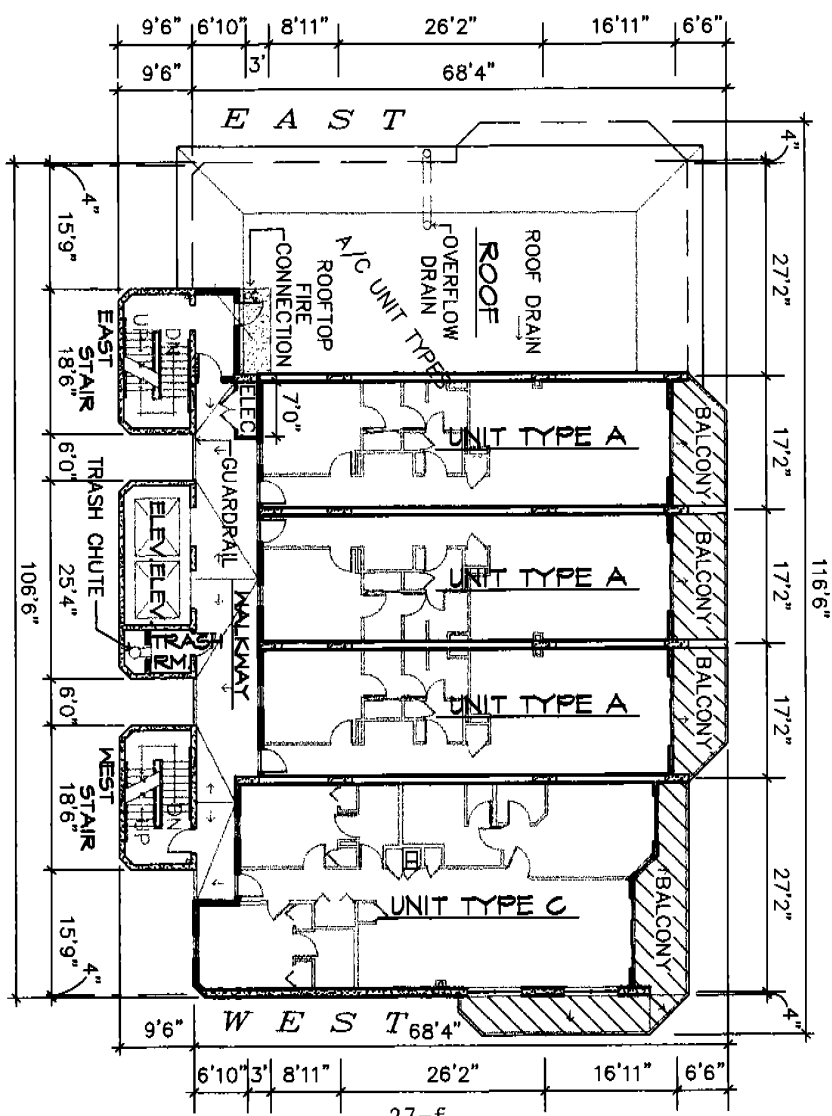 9'6" 6'10" 8'11" 26'2" 16'11" 6'6"
9'6" 3' 68'4"
EAST
4"
4"
15'9"
27'2"
116'6"
106'6"
ROOF DRAIN
ROOF
OVERFLOW
DRAIN
A/C UNIT TYPES
ROOFTOP
FIRE
CONNECTION
EAST
STAIR
18'6"
UP
DN
ELEC
7'0"
UNIT TYPE A
BALCONY
17'2"
6'0"
GUARDRAIL
TRASH CHUTE
25'4"
ELEV
ELEV
TRASH
RM.
WALKWAY
UNIT TYPE A
BALCONY
17'2"
UNIT TYPE A
BALCONY
17'2"
6'0"
WEST
STAIR
18'6"
DN
UP
UNIT TYPE C
BALCONY
27'2"
15'9"
4"
4"
WEST
9'6" 68'4"
6'10" 3' 8'11" 26'2" 16'11" 6'6"